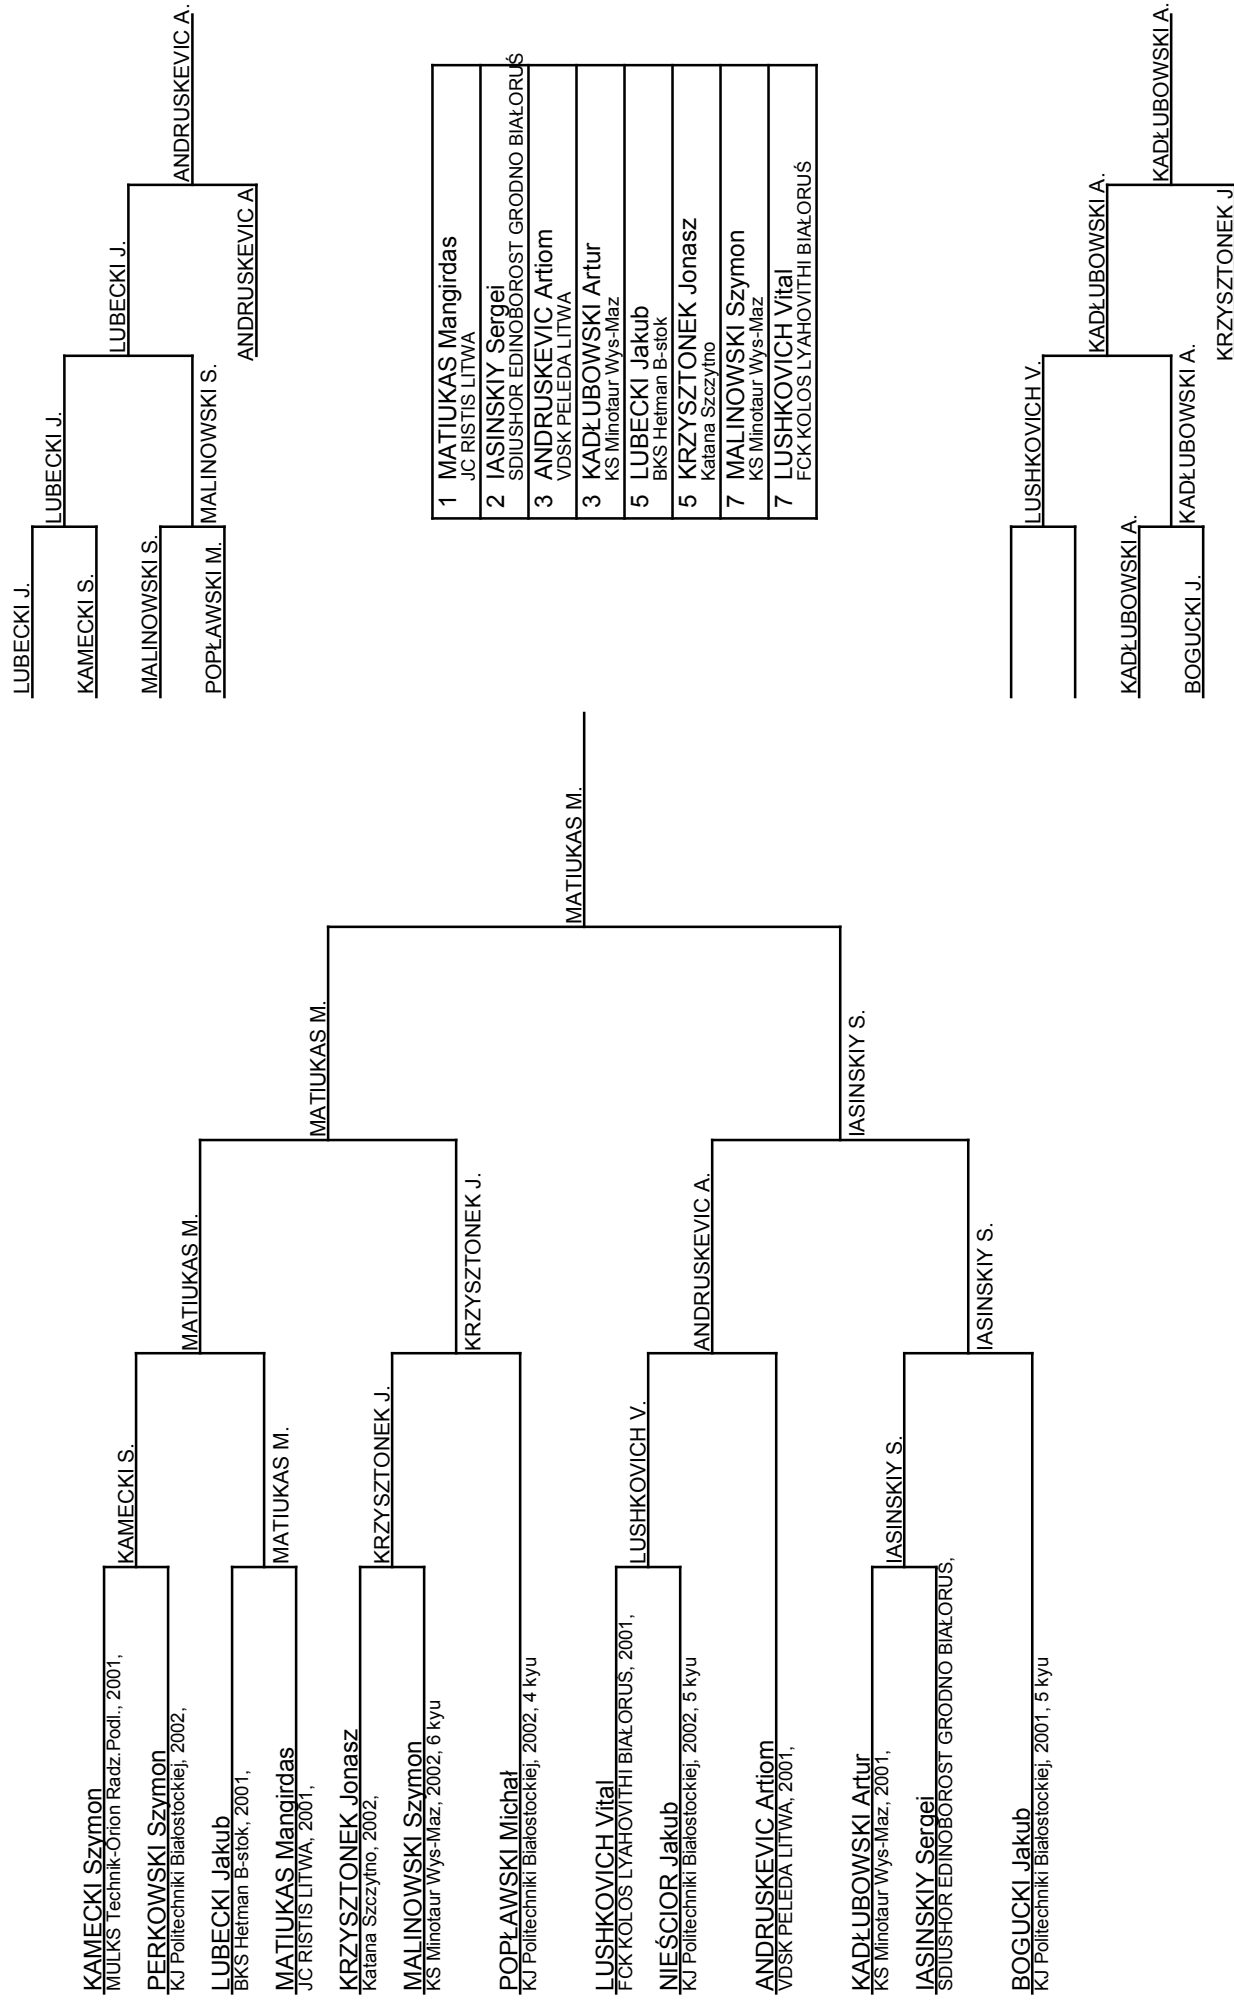 KAMECKI Szymon
MULKS Technik-Orion Radz.Podl., 2001,
PERKOWSKI Szymon
KJ Politechniki Białostockiej, 2002,
LUBECKI Jakub
BKS Hetman B-stok, 2001,
MATIUKAS Mangirdas
JC RISTIS LITWA, 2001,
KRZYSZTONEK Jonasz
Katana Szczytno, 2002,
MALINOWSKI Szymon
KS Minotaur Wys-Maz, 2002, 6 kyu
POPŁAWSKI Michał
KJ Politechniki Białostockiej, 2002, 4 kyu
LUSHKOVICH Vital
FCK KOLOS LYAHOVITHI BIAŁORUŚ, 2001,
NIEŚCIOR Jakub
KJ Politechniki Białostockiej, 2002, 5 kyu
ANDRUSKEVIC Artiom
VDSK PELEDA LITWA, 2001,
KADŁUBOWSKI Artur
KS Minotaur Wys-Maz, 2001,
IASINSKIY Sergei
SDIUSHOR EDINOBOROST GRODNO BIAŁORUŚ,
BOGUCKI Jakub
KJ Politechniki Białostockiej, 2001, 5 kyu
KAMECKI S.
MATIUKAS M.
KRZYSZTONEK J.
LUSHKOVICH V.
IASINSKIY S.
MATIUKAS M.
KRZYSZTONEK J.
ANDRUSKEVIC A.
IASINSKIY S.
MATIUKAS M.
IASINSKIY S.
MATIUKAS M.
LUBECKI J.
KAMECKI S.
MALINOWSKI S.
POPŁAWSKI M.
LUBECKI J.
MALINOWSKI S.
LUBECKI J.
ANDRUSKEVIC A
ANDRUSKEVIC A.
1 MATIUKAS Mangirdas
JC RISTIS LITWA
2 IASINSKIY Sergei
SDIUSHOR EDINOBOROST GRODNO BIAŁORUŚ
3 ANDRUSKEVIC Artiom
VDSK PELEDA LITWA
3 KADŁUBOWSKI Artur
KS Minotaur Wys-Maz
5 LUBECKI Jakub
BKS Hetman B-stok
5 KRZYSZTONEK Jonasz
Katana Szczytno
7 MALINOWSKI Szymon
KS Minotaur Wys-Maz
7 LUSHKOVICH Vital
FCK KOLOS LYAHOVITHI BIAŁORUŚ
KADŁUBOWSKI A.
BOGUCKI J.
LUSHKOVICH V.
KADŁUBOWSKI A.
KADŁUBOWSKI A.
KRZYSZTONEK J
KADŁUBOWSKI A.